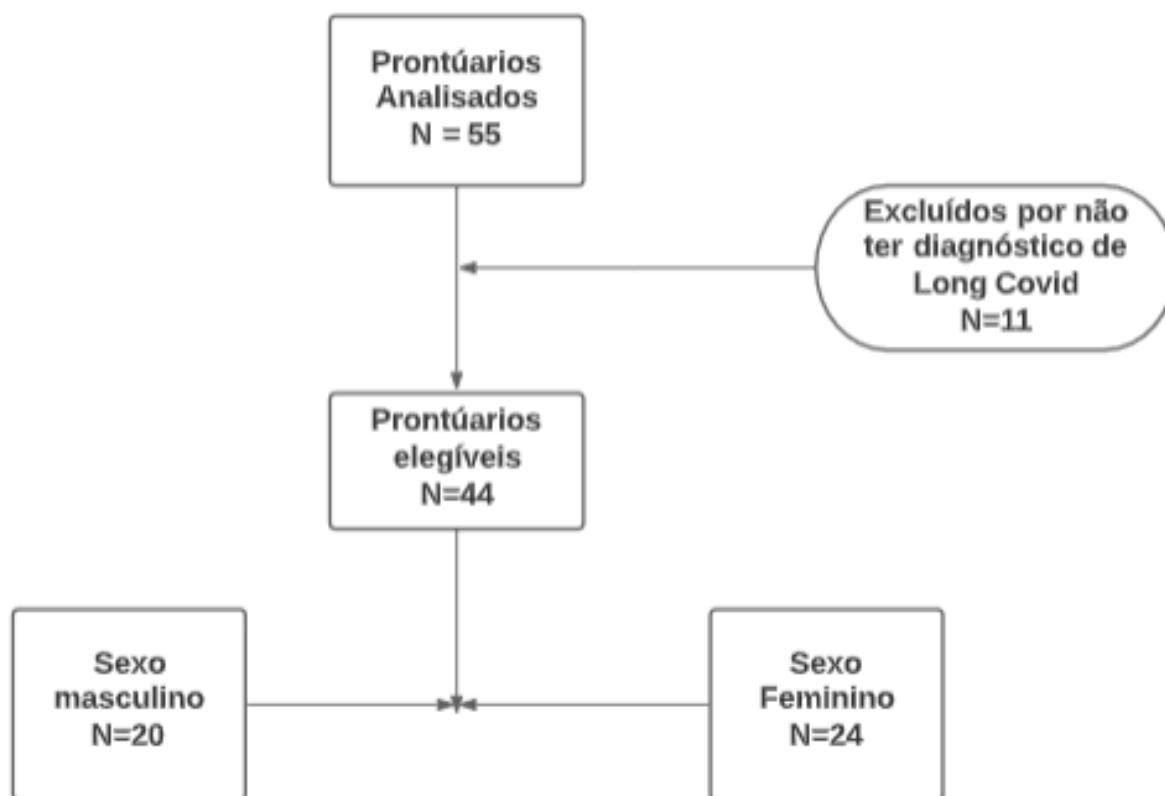 Prontúarios
Analisados
N = 55
Excluídos por não
ter diagnóstico de
Long Covid
N=11
Prontúarios
elegíveis
N=44
Sexo
masculino
N=20
Sexo
Feminino
N=24